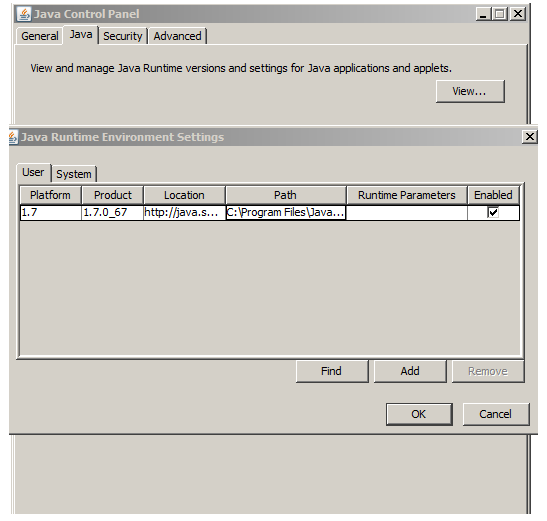 Java Control Panel
General Java Security Advanced
View and manage Java Runtime versions and settings for Java applications and applets.
View...
Java Runtime Environment Settings
User System
Platform Product Location Path Runtime Parameters Enabled
1.7 1.7.0_67 http://java.s... C:\Program Files\Java...
Find Add Remove
OK Cancel